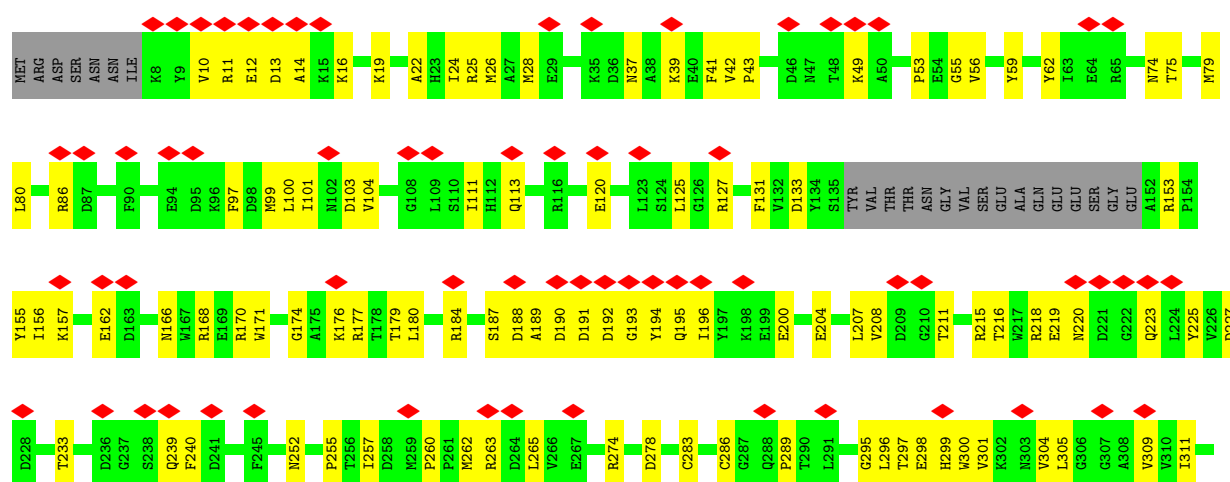 MET ARG ASP SER ASN ASN ILE K8 Y9 V10 R11 E12 D13 A14 K15 K16 K19 A22 H23 I24 R25 M26 A27 M28 E29 K35 D36 N37 A38 K39 E40 F41 V42 P43 D46 N47 T48 K49 A50 P53 E54 G55 V56 Y59 Y62 I63 E64 R65 N74 T75 M79
L80 R86 D87 F90 E94 D95 K96 F97 D98 M99 L100 I101 N102 D103 V104 G108 L109 S110 I111 H112 Q113 R116 E120 L123 S124 L125 G126 R127 F131 V132 D133 Y134 S135 TYR VAL THR THR ASN GLY VAL SER GLU ALA GLN GLU GLU SER GLY GLU A152 R153 P154
Y155 I156 K157 E162 D163 N166 W167 R168 E169 R170 W171 G174 A175 K176 R177 T178 T179 L180 R184 S187 D188 A189 D190 D191 D192 G193 Y194 Q195 I196 Y197 K198 E199 E200 E204 L207 V208 D209 G210 T211 R215 T216 W217 R218 E219 N220 D221 G222 Q223 L224 Y225 V226 D227
D228 T233 D236 G237 S238 Q239 F240 D241 F245 N252 P255 T256 I257 D258 M259 P260 P261 M262 R263 D264 L265 V266 E267 R274 D278 C283 C286 G287 Q288 P289 T290 L291 G295 L296 T297 E298 H299 W300 V301 K302 N303 V304 L305 G306 G307 A308 V309 V310 I311